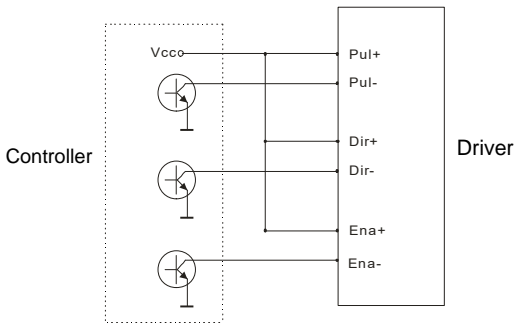 Vcco
Pul+
Pul-
Dir+
Controller
Driver
Dir-
Ena+
Ena-